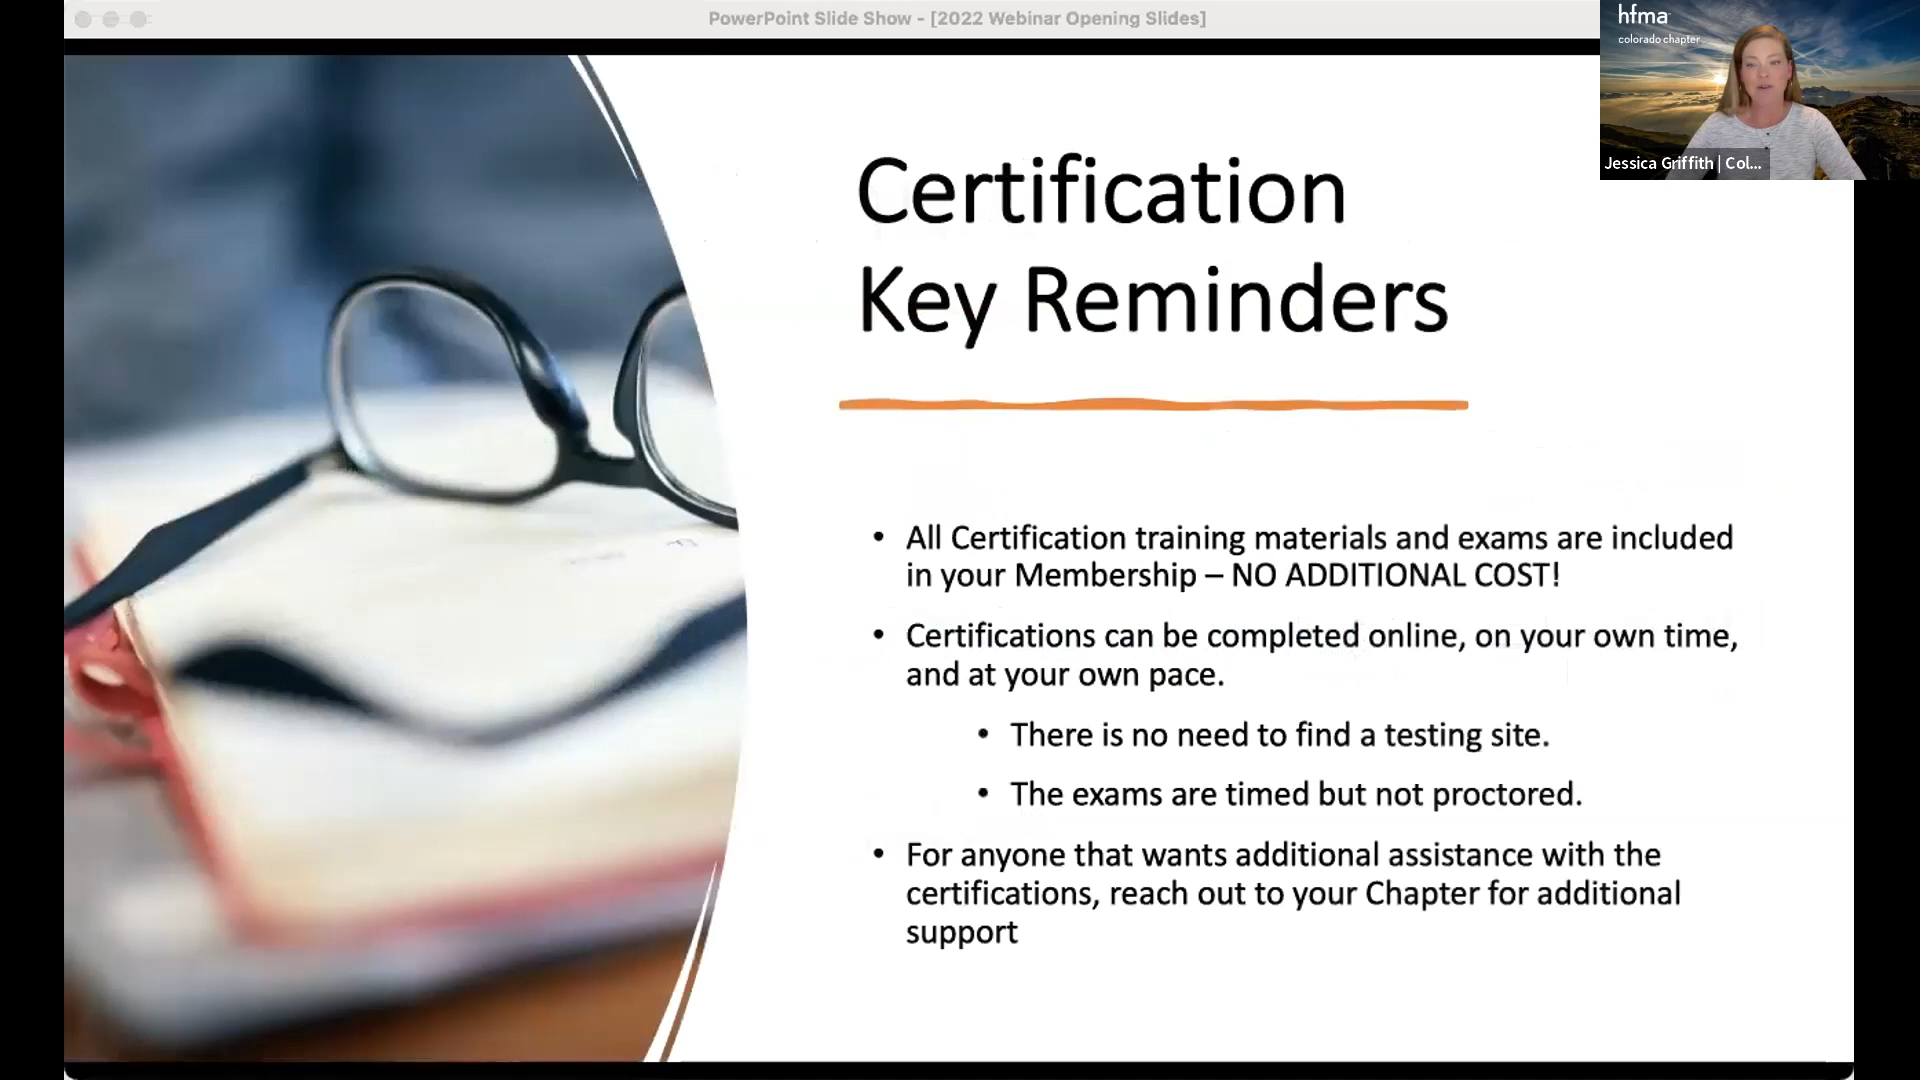 PowerPoint Slide Show - [2022 Webinar Opening Slides]
hfma
colorado chapter
Jessica Griffith | Col...
Certification
Key Reminders
• All Certification training materials and exams are included
in your Membership – NO ADDITIONAL COST!
• Certifications can be completed online, on your own time,
and at your own pace.
• There is no need to find a testing site.
• The exams are timed but not proctored.
• For anyone that wants additional assistance with the
certifications, reach out to your Chapter for additional
support